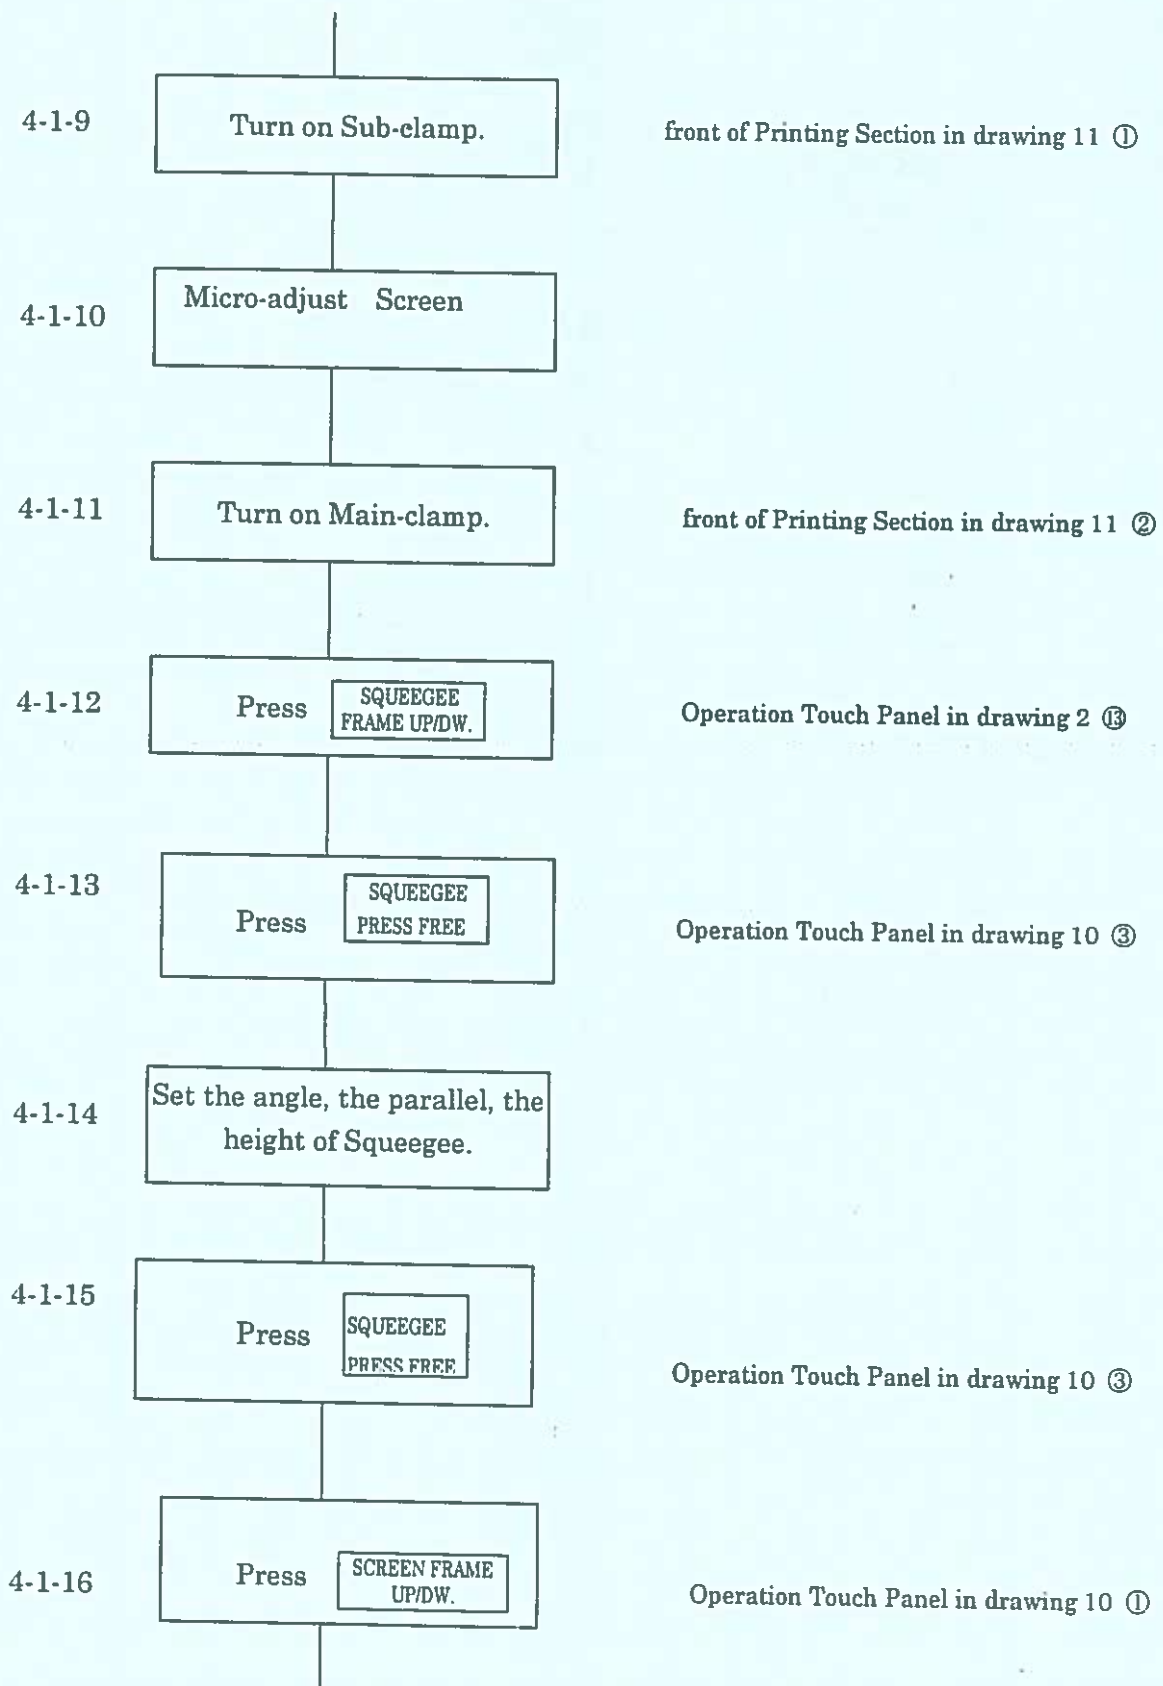 4-1-9
Turn on Sub-clamp.
front of Printing Section in drawing 11 ①
4-1-10
Micro-adjust Screen
4-1-11
Turn on Main-clamp.
front of Printing Section in drawing 11 ②
4-1-12
Press
SQUEEGEE
FRAME UP/DW.
Operation Touch Panel in drawing 2 ⑬
4-1-13
Press
SQUEEGEE
PRESS FREE
Operation Touch Panel in drawing 10 ③
4-1-14
Set the angle, the parallel, the
height of Squeegee.
4-1-15
Press
SQUEEGEE
PRESS FREE
Operation Touch Panel in drawing 10 ③
4-1-16
Press
SCREEN FRAME
UP/DW.
Operation Touch Panel in drawing 10 ①